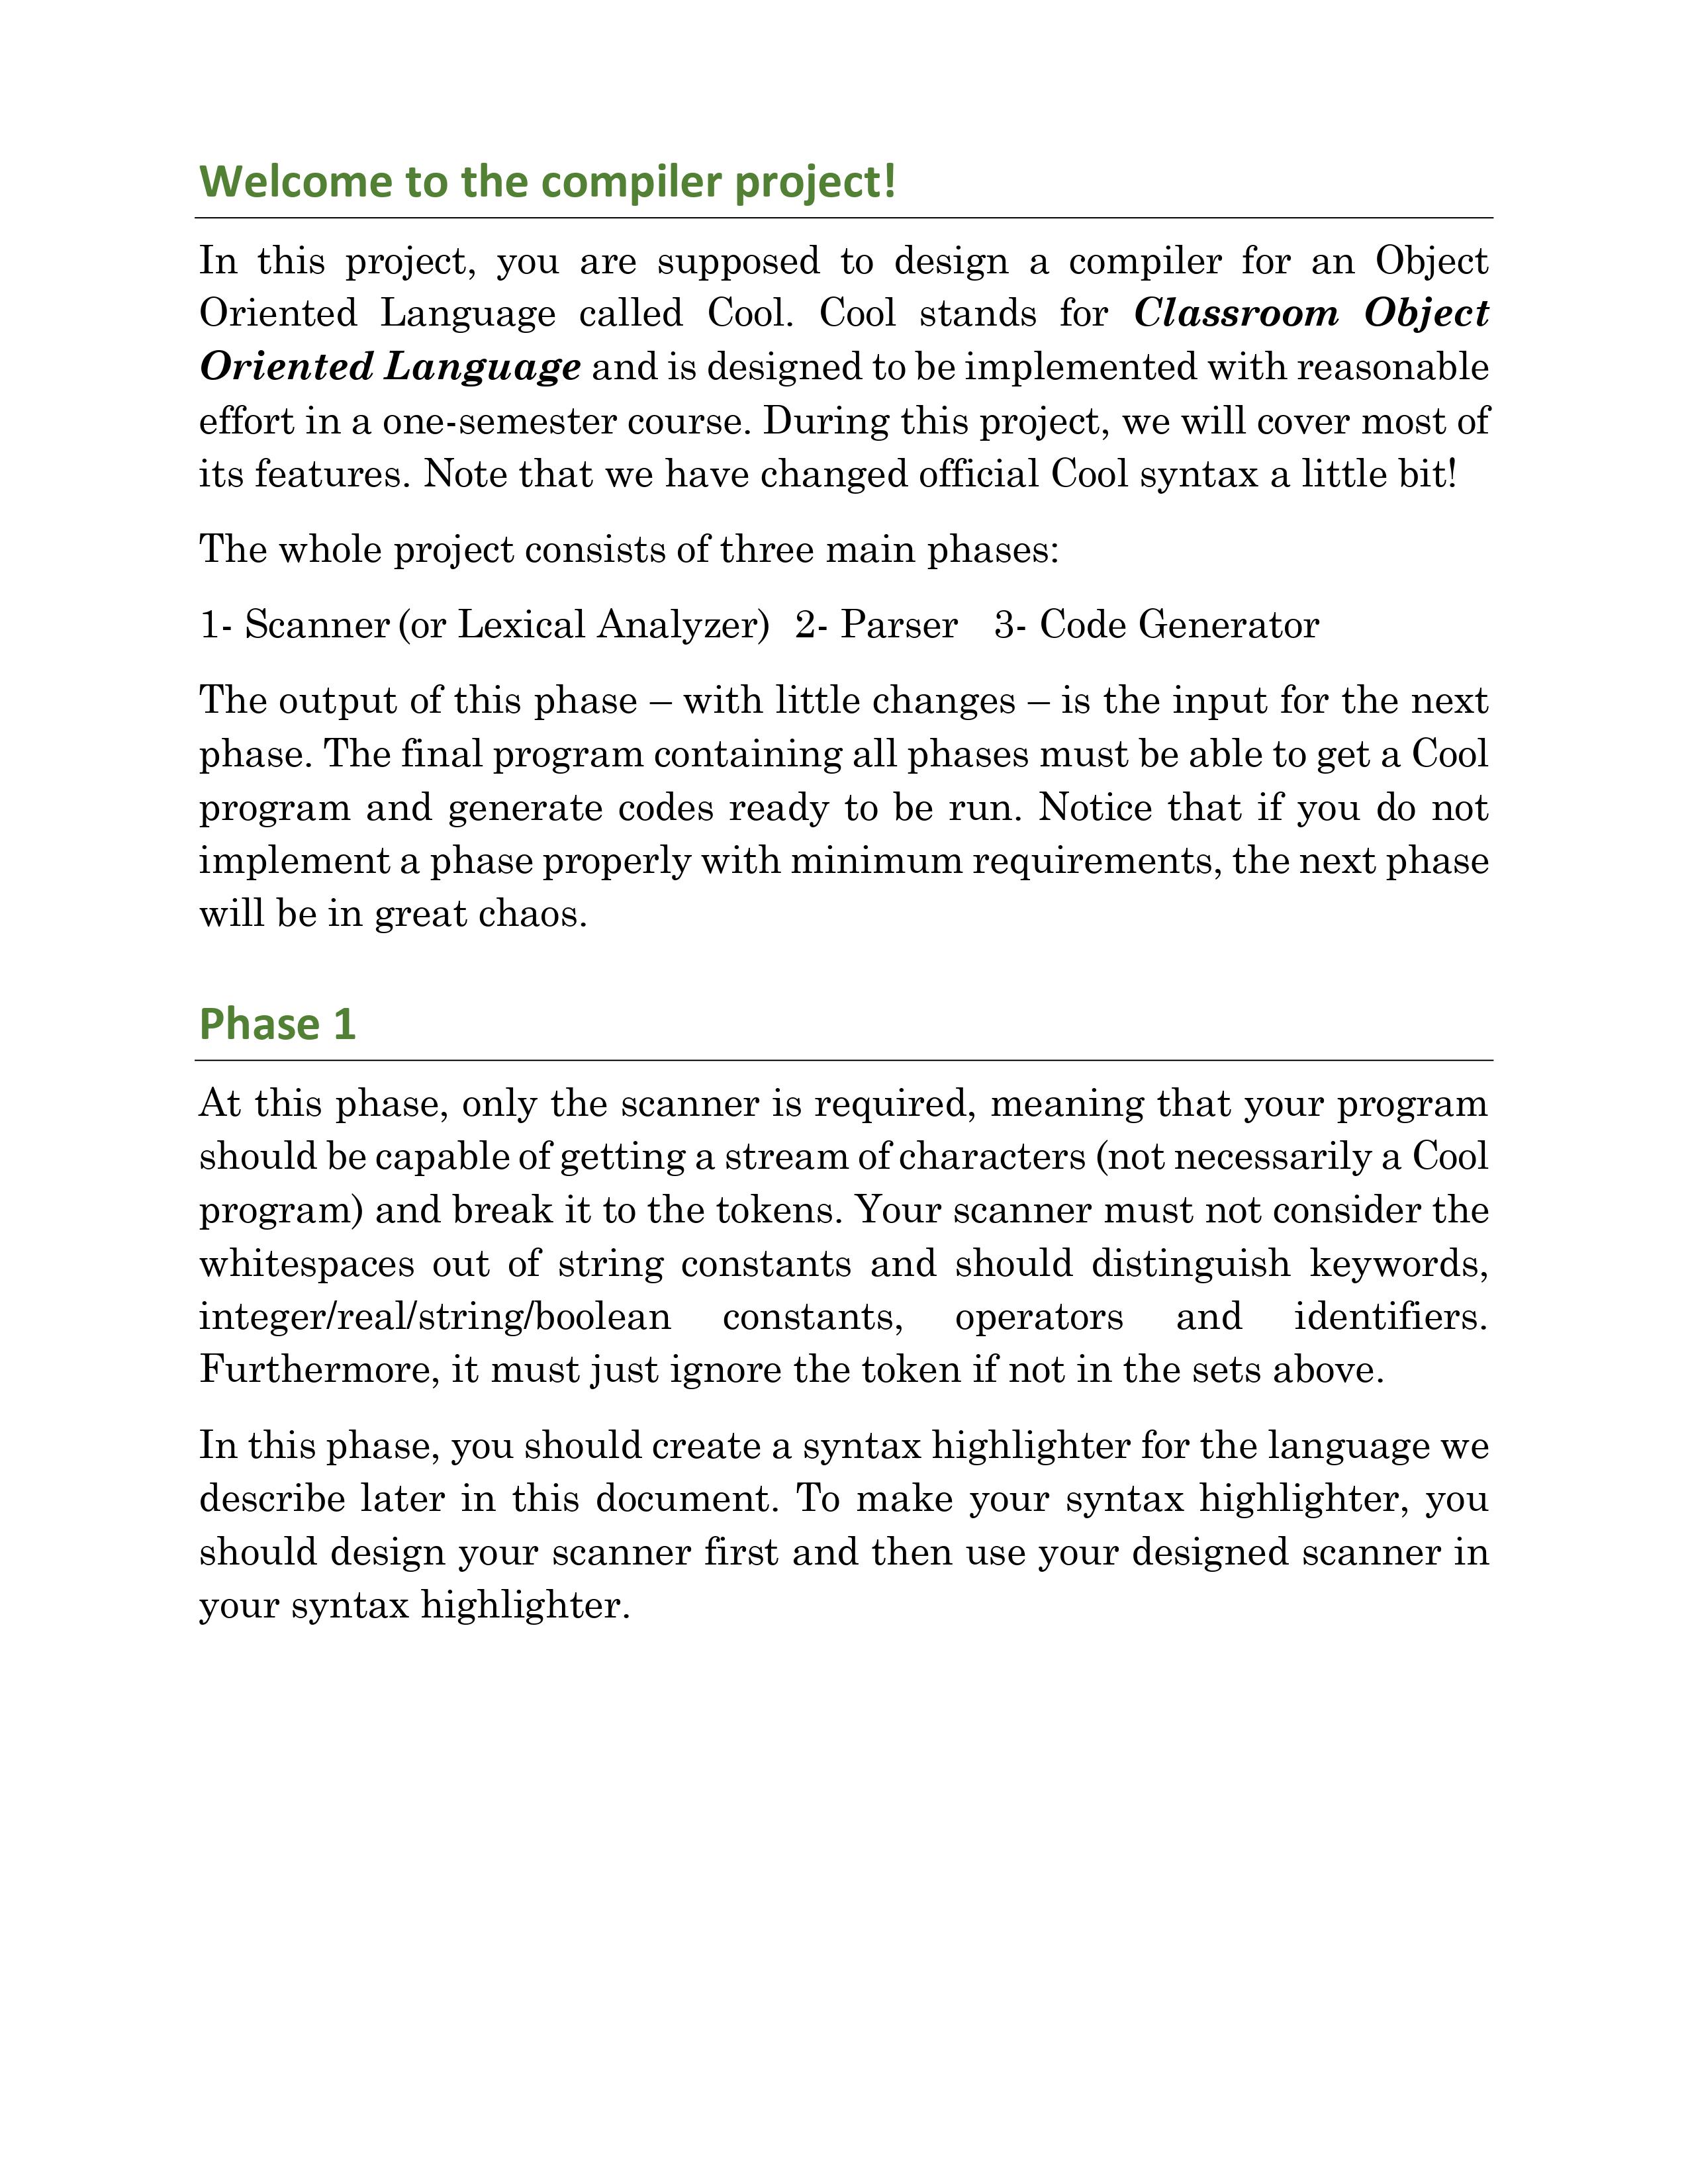 Welcome to the compiler project!
In this project, you are supposed to design a compiler for an Object
Oriented Language called Cool. Cool stands for Classroom Object
Oriented Language and is designed to be implemented with reasonable
effort in a one-semester course. During this project, we will cover most of
its features. Note that we have changed official Cool syntax a little bit!
The whole project consists of three main phases:
1- Scanner (or Lexical Analyzer) 2- Parser 3- Code Generator
The output of this phase – with little changes – is the input for the next
phase. The final program containing all phases must be able to get a Cool
program and generate codes ready to be run. Notice that if you do not
implement a phase properly with minimum requirements, the next phase
will be in great chaos.
Phase 1
At this phase, only the scanner is required, meaning that your program
should be capable of getting a stream of characters (not necessarily a Cool
program) and break it to the tokens. Your scanner must not consider the
whitespaces out of string constants and should distinguish keywords,
integer/real/string/boolean constants, operators and identifiers.
Furthermore, it must just ignore the token if not in the sets above.
In this phase, you should create a syntax highlighter for the language we
describe later in this document. To make your syntax highlighter, you
should design your scanner first and then use your designed scanner in
your syntax highlighter.